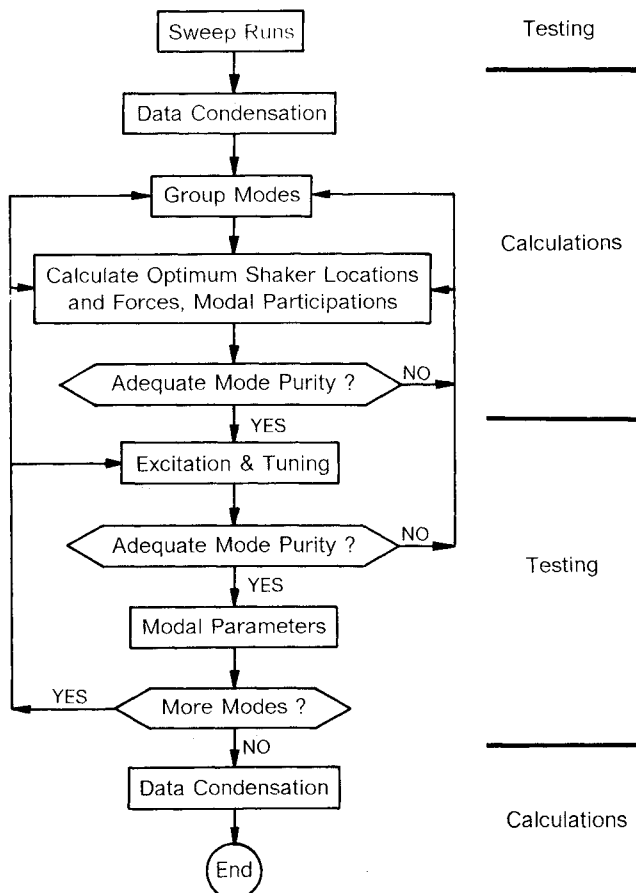 Sweep Runs
Testing
Data Condensation
Group Modes
Calculations
Calculate Optimum Shaker Locations
and Forces, Modal Participations
Adequate Mode Purity ?
NO
YES
Excitation & Tuning
Adequate Mode Purity ?
NO
Testing
YES
Modal Parameters
YES
More Modes ?
NO
Data Condensation
Calculations
End